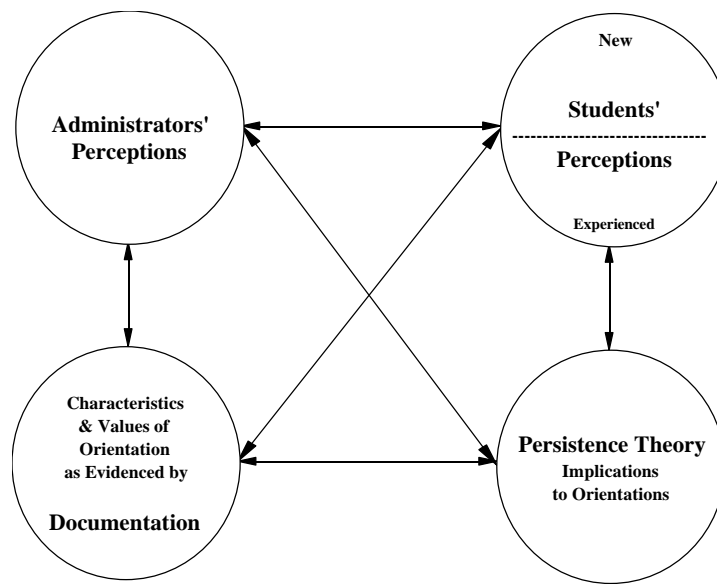 Administrators'
Perceptions
New
Students'
Perceptions
Experienced
Characteristics
& Values of
Orientation
as Evidenced by
Documentation
Persistence Theory
Implications
to Orientations